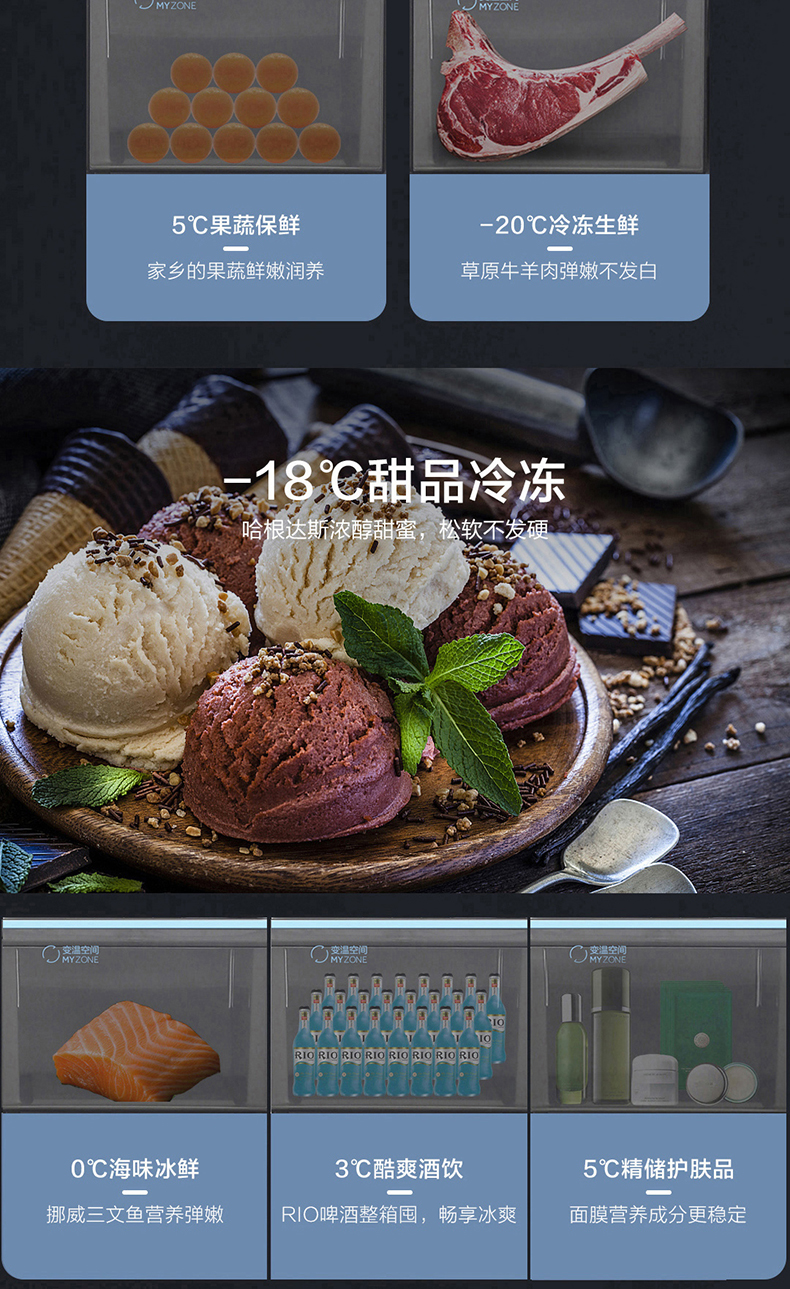 MYZONE
MYZONE
5℃果蔬保鲜
家乡的果蔬鲜嫩润养
-20℃冷冻生鲜
草原牛羊肉弹嫩不发白
-18℃甜品冷冻
哈根达斯浓醇甜蜜，松软不发硬
变温空间
MYZONE
变温空间
MYZONE
变温空间
MYZONE
RIO RIO RIO RIO RIO RIO RIO RIO
0℃海味冰鲜
挪威三文鱼营养弹嫩
3℃酷爽酒饮
RIO啤酒整箱囤，畅享冰爽
5℃精储护肤品
面膜营养成分更稳定